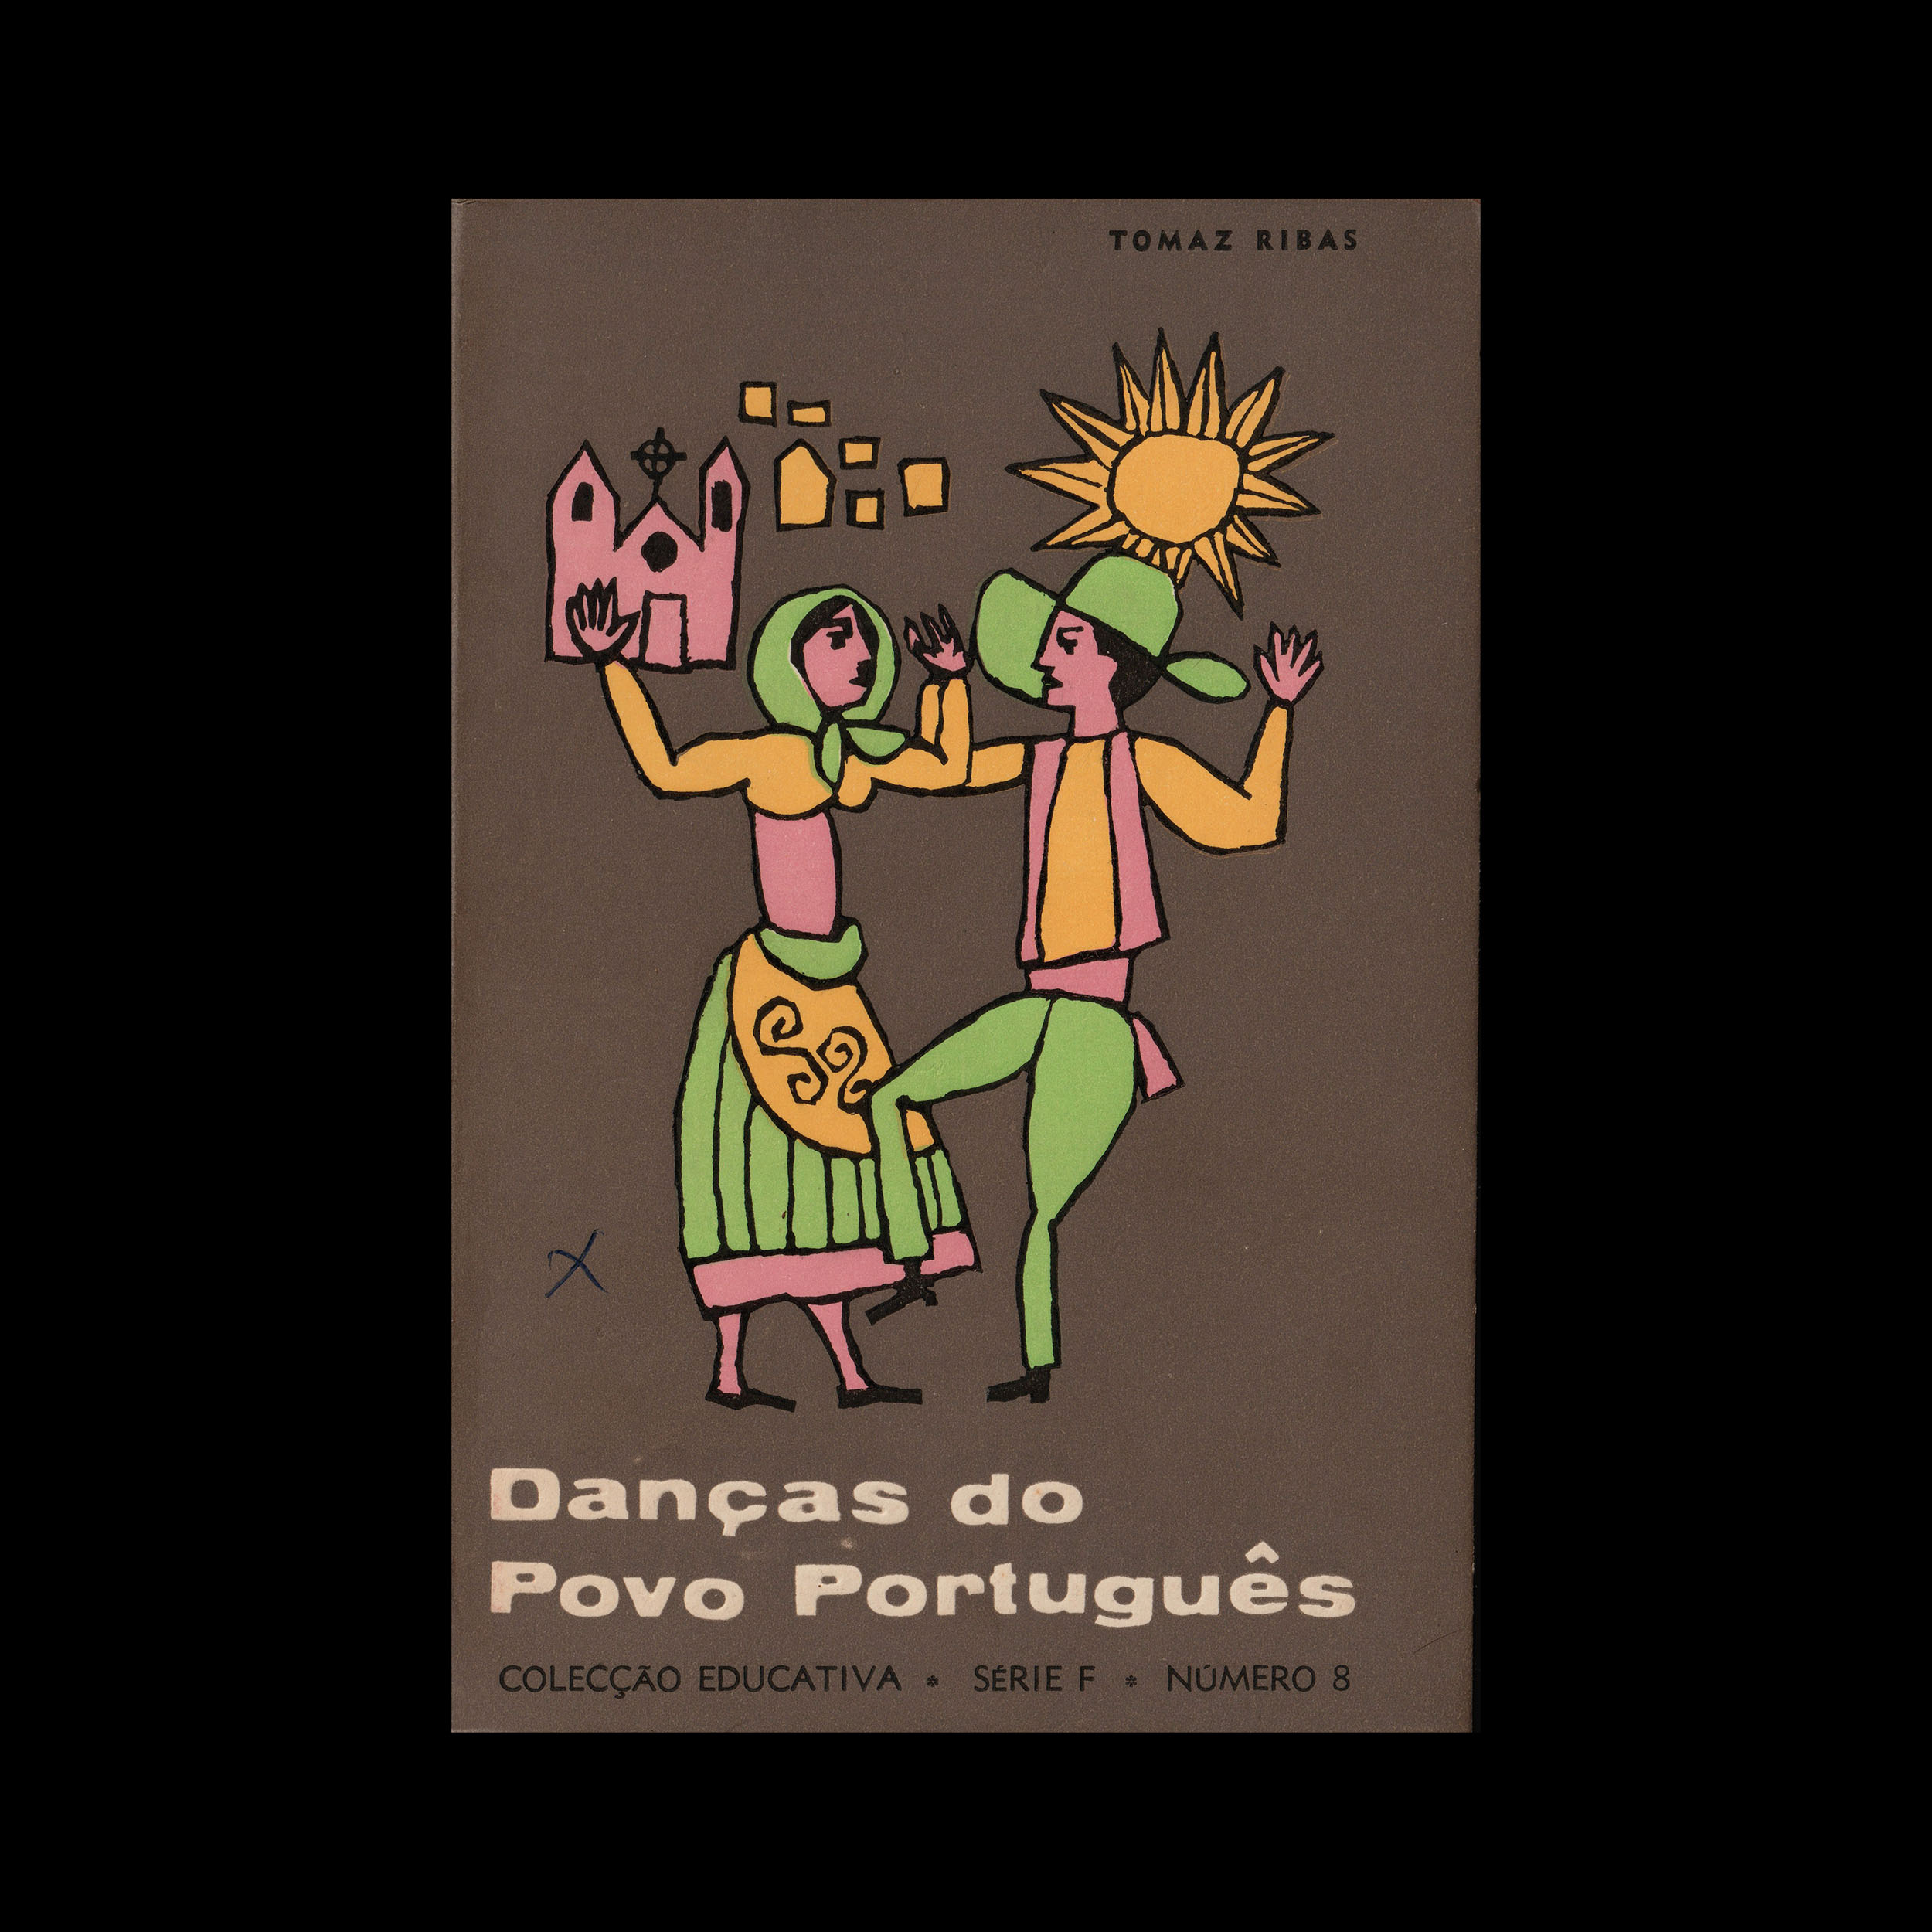 TOMAZ RIBAS
Danças do
Povo Português
COLECÇÃO EDUCATIVA * SÉRIE F * NÚMERO 8